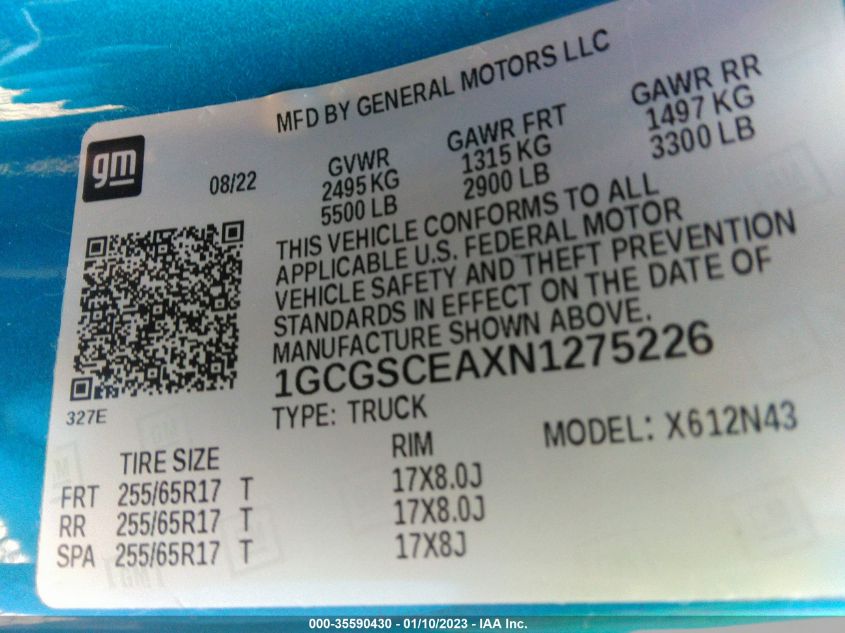 MFD BY GENERAL MOTORS LLC
gm
08/22
GVWR
2495 KG
5500 LB
GAWR FRT
1315 KG
2900 LB
GAWR RR
1497 KG
3300 LB
THIS VEHICLE CONFORMS TO ALL
APPLICABLE U.S. FEDERAL MOTOR
VEHICLE SAFETY AND THEFT PREVENTION
STANDARDS IN EFFECT ON THE DATE OF
MANUFACTURE SHOWN ABOVE.
1GCGSCEAXN1275226
327E
TYPE: TRUCK
MODEL: X612N43
TIRE SIZE RIM
FRT 255/65R17 T 17X8.0J
RR 255/65R17 T 17X8.0J
SPA 255/65R17 T 17X8J
000-35590430 - 01/10/2023 - IAA Inc.